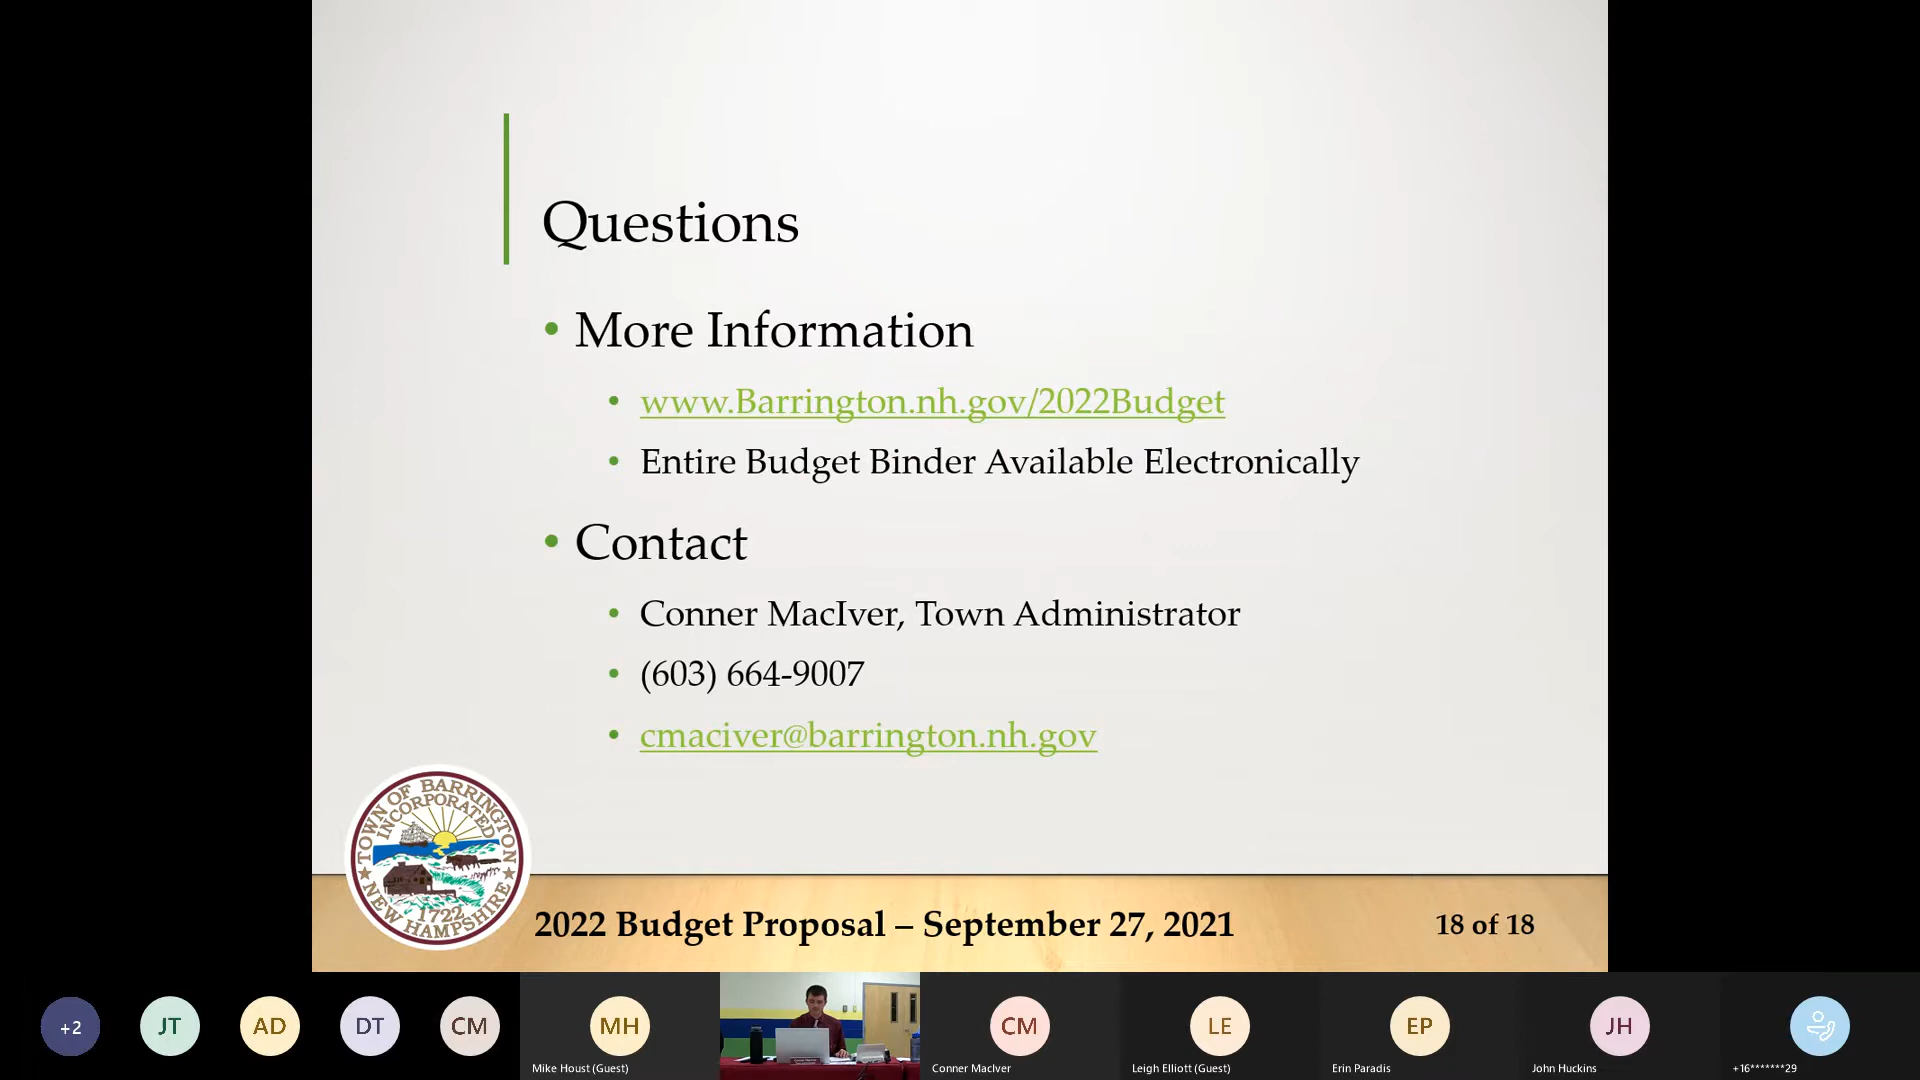 Questions
• More Information
• www.Barrington.nh.gov/2022Budget
• Entire Budget Binder Available Electronically
• Contact
• Conner MacIver, Town Administrator
• (603) 664-9007
• cmaciver@barrington.nh.gov
TOWN OF BARRINGTON
INCORPORATED
1722
NEW HAMPSHIRE
2022 Budget Proposal – September 27, 2021
18 of 18
+2
JT
AD
DT
CM
MH
CM
LE
EP
JH
Mike Houst (Guest)
Conner MacIver
Leigh Elliott (Guest)
Erin Paradis
John Huckins
+16*******29